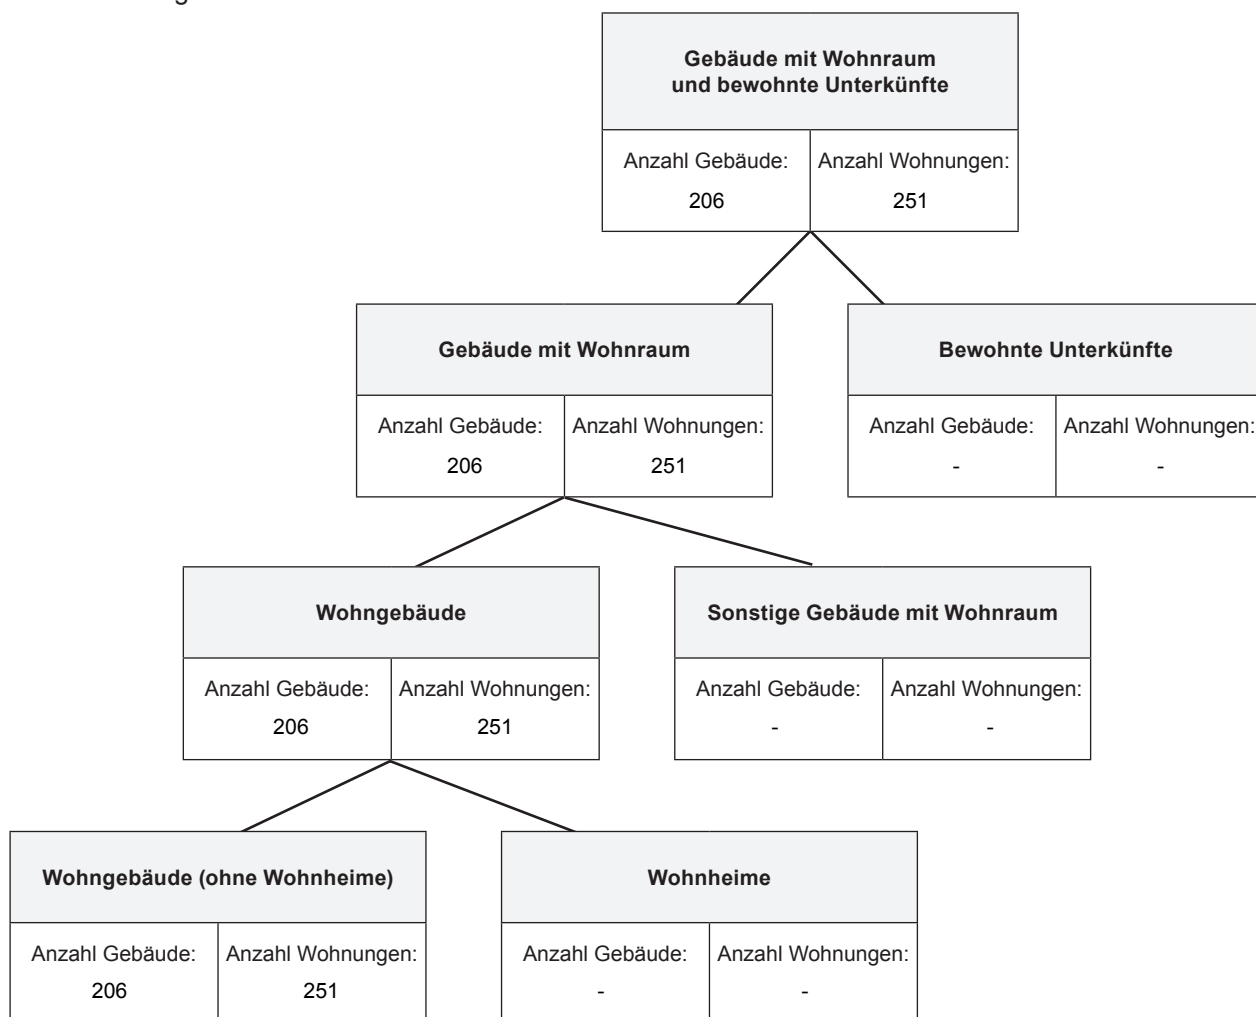 Gebäude mit Wohnraum
und bewohnte Unterkünfte
Anzahl Gebäude: Anzahl Wohnungen:
206 251
Gebäude mit Wohnraum Bewohnte Unterkünfte
Anzahl Gebäude: Anzahl Wohnungen: Anzahl Gebäude: Anzahl Wohnungen:
206 251 - -
Wohngebäude Sonstige Gebäude mit Wohnraum
Anzahl Gebäude: Anzahl Wohnungen: Anzahl Gebäude: Anzahl Wohnungen:
206 251 - -
Wohngebäude (ohne Wohnheime) Wohnheime
Anzahl Gebäude: Anzahl Wohnungen: Anzahl Gebäude: Anzahl Wohnungen:
206 251 - -